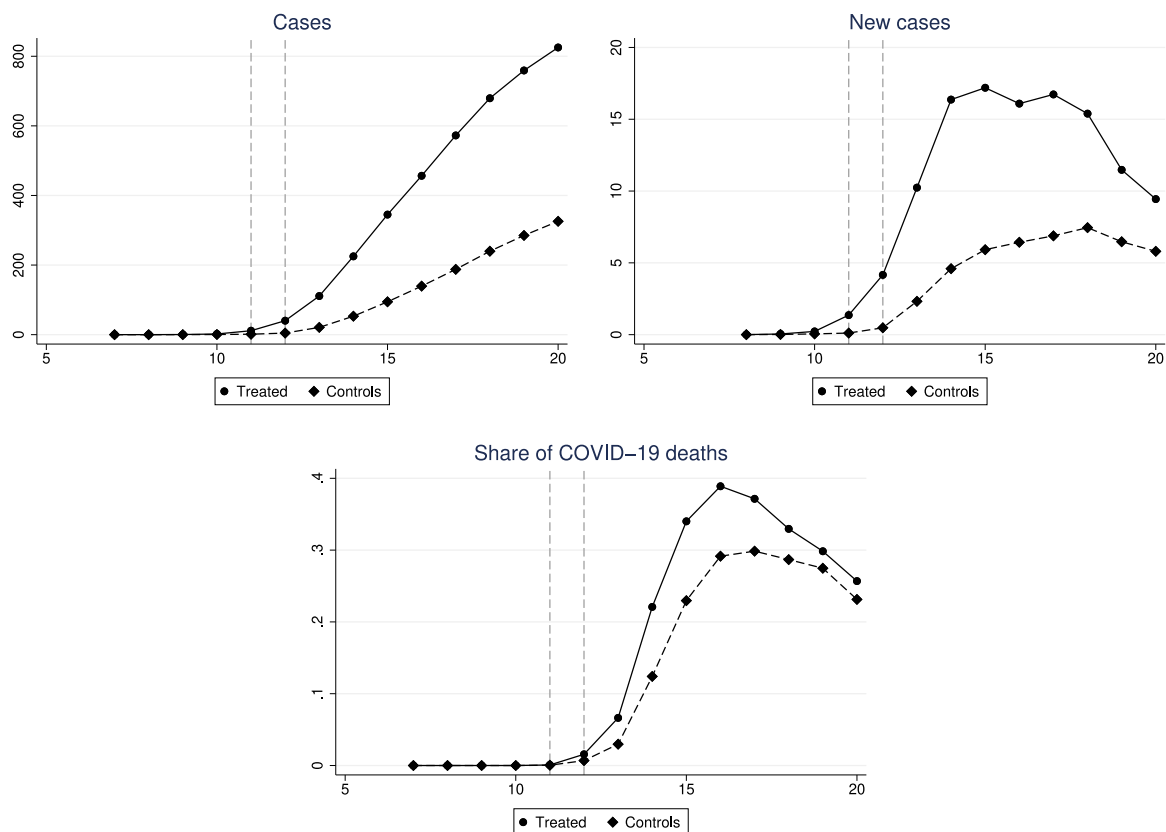 Cases
800
600
400
200
0
5 10 15 20
Treated Controls
New cases
20
15
10
5
0
5 10 15 20
Treated Controls
Share of COVID−19 deaths
.4
.3
.2
.1
0
5 10 15 20
Treated Controls